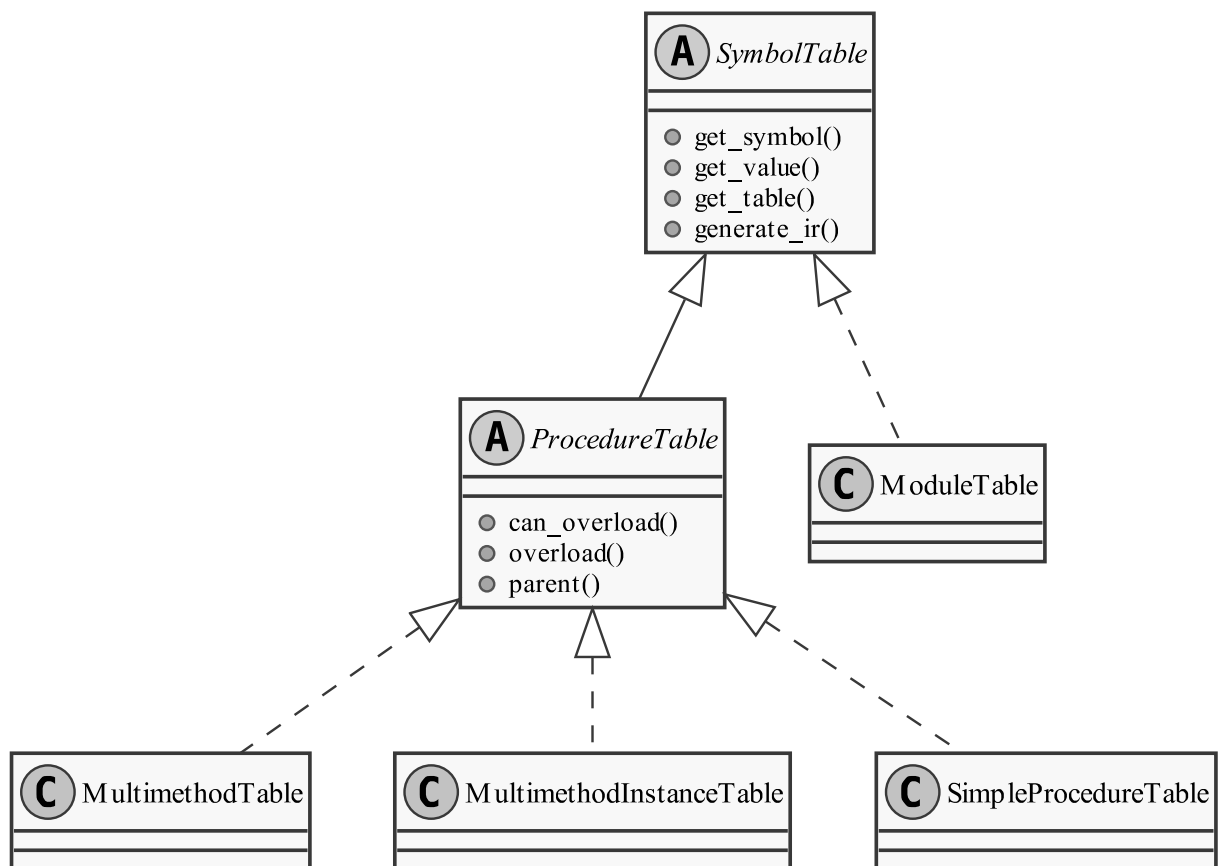 A SymbolTable
get_symbol()
get_value()
get_table()
generate_ir()
A ProcedureTable
can_overload()
overload()
parent()
C ModuleTable
C MultimethodTable
C MultimethodInstanceTable
C SimpleProcedureTable